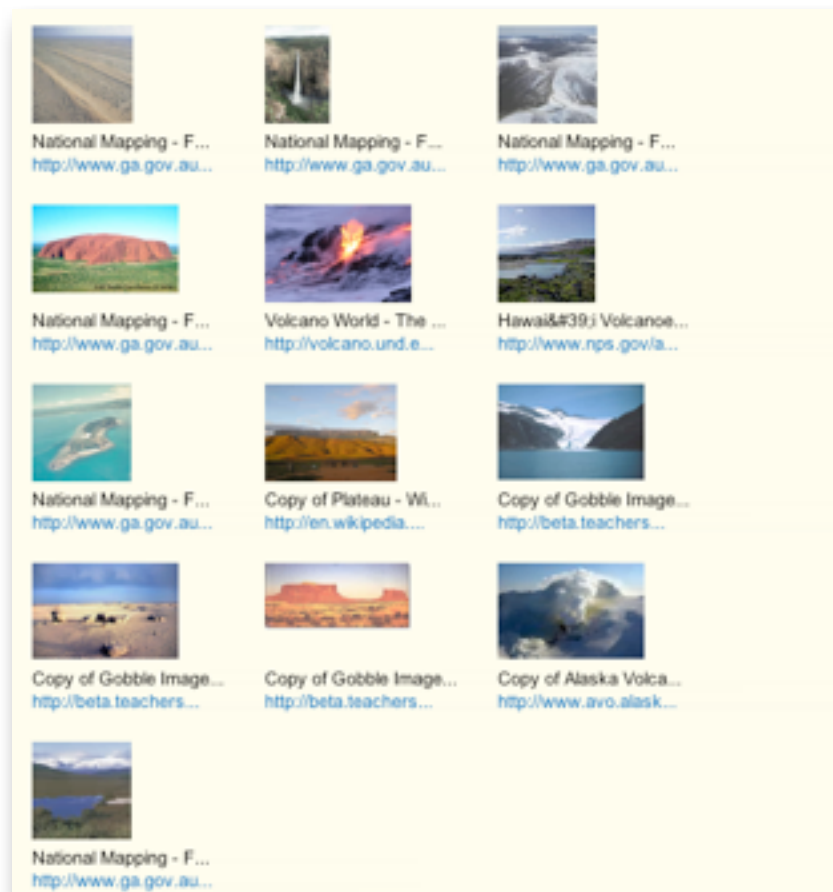 National Mapping - F...
http://www.ga.gov.au...
National Mapping - F...
http://www.ga.gov.au...
National Mapping - F...
http://www.ga.gov.au...
National Mapping - F...
http://www.ga.gov.au...
Volcano World - The ...
http://volcano.und.e...
Hawai&#39;i Volcanoe...
http://www.nps.gov/a...
National Mapping - F...
http://www.ga.gov.au...
Copy of Plateau - Wi...
http://en.wikipedia....
Copy of Gobble Image...
http://beta.teachers...
Copy of Gobble Image...
http://beta.teachers...
Copy of Gobble Image...
http://beta.teachers...
Copy of Alaska Volca...
http://www.avo.alask...
National Mapping - F...
http://www.ga.gov.au...